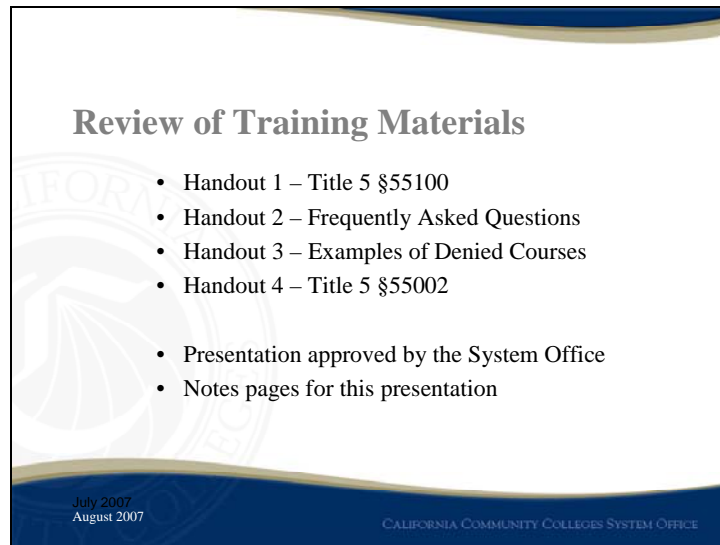 Review of Training Materials
• Handout 1 – Title 5 §55100
• Handout 2 – Frequently Asked Questions
• Handout 3 – Examples of Denied Courses
• Handout 4 – Title 5 §55002
• Presentation approved by the System Office
• Notes pages for this presentation
July 2007
August 2007
CALIFORNIA COMMUNITY COLLEGES SYSTEM OFFICE